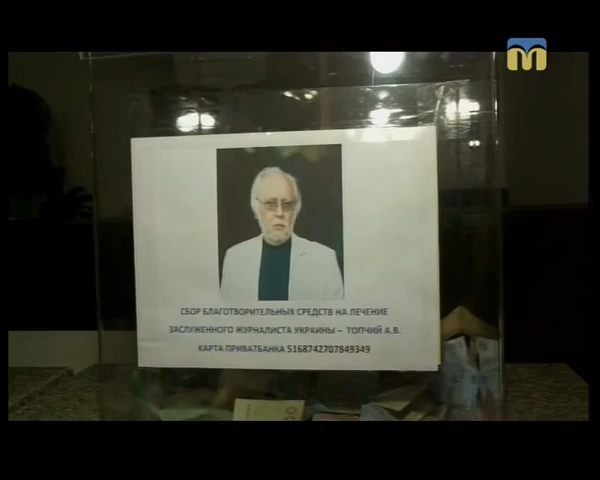 СБОР БЛАГОТВОРИТЕЛЬНЫХ СРЕДСТВ НА ЛЕЧЕНИЕ
ЗАСЛУЖЕННОГО ЖУРНАЛИСТА УКРАИНЫ – ТОПЧИЙ А.В.
КАРТА ПРИВАТБАНКА 5168742707849349